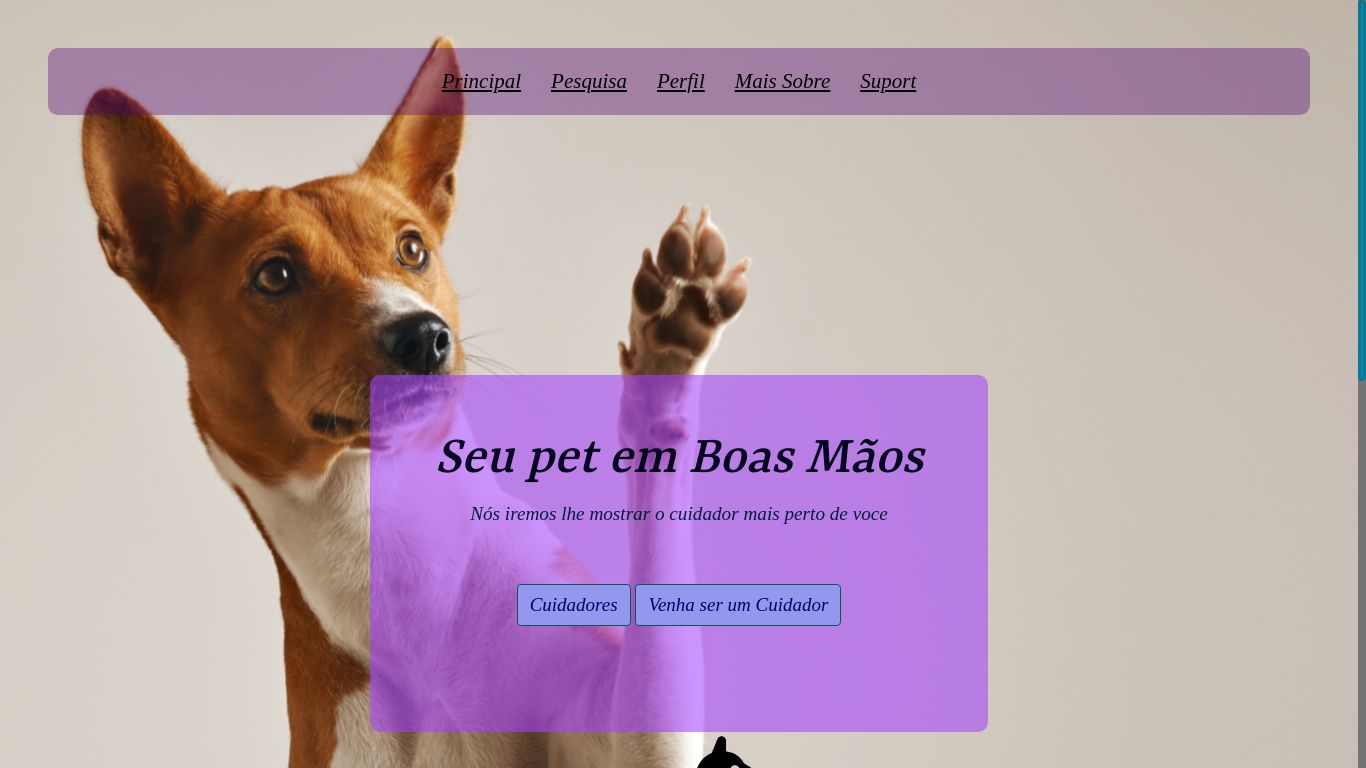 Principal Pesquisa Perfil Mais Sobre Suport
Seu pet em Boas Mãos
Nós iremos lhe mostrar o cuidador mais perto de voce
Cuidadores Venha ser um Cuidador